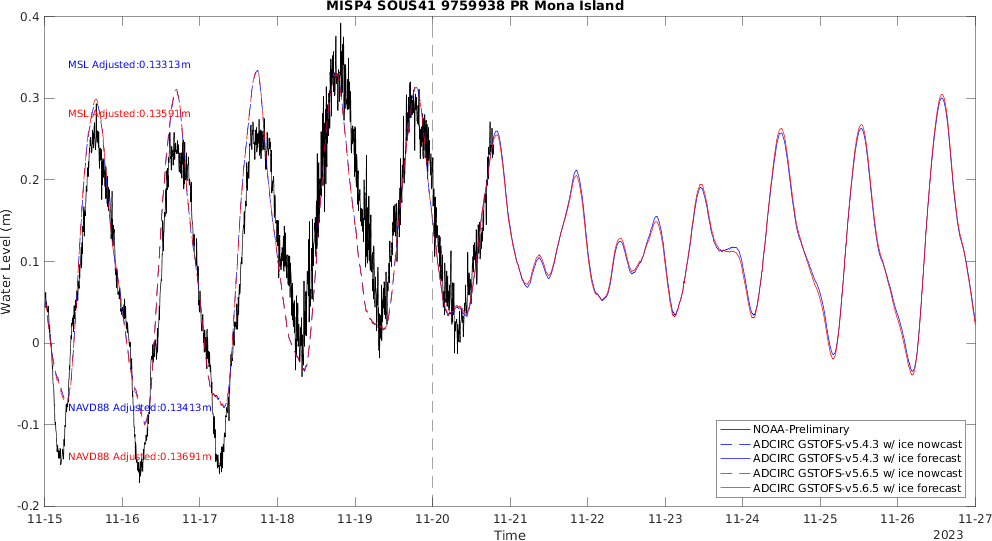 MISP4 SOUS41 9759938 PR Mona Island
0.4
MSL Adjusted:0.13313m
0.3
MSL Adjusted:0.13591m
0.2
Water Level (m)
0.1
0
NAVD88 Adjusted:0.13413m
-0.1
NAVD88 Adjusted:0.13691m
-0.2
NOAA-Preliminary
ADCIRC GSTOFS-v5.4.3 w/ ice nowcast
ADCIRC GSTOFS-v5.4.3 w/ ice forecast
ADCIRC GSTOFS-v5.6.5 w/ ice nowcast
ADCIRC GSTOFS-v5.6.5 w/ ice forecast
11-15 11-16 11-17 11-18 11-19 11-20 11-21 11-22 11-23 11-24 11-25 11-26 11-27
Time
2023